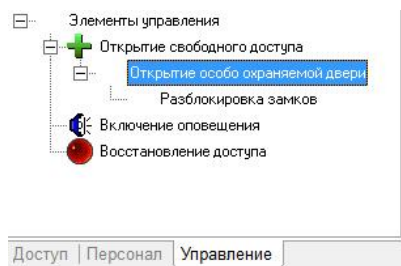 Элементы управления
Открытие свободного доступа
Открытие особо охраняемой двери
Разблокировка замков
Включение оповещения
Восстановление доступа
Доступ | Персонал | Управление